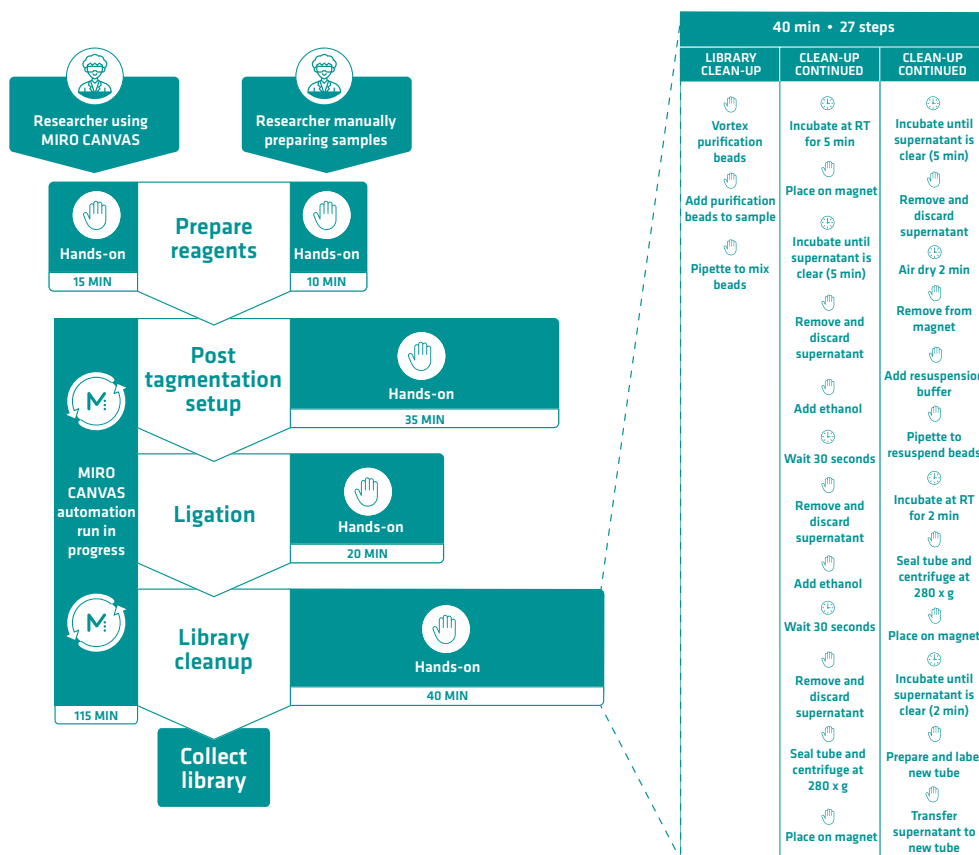 Researcher using
MIRO CANVAS
Researcher manually
preparing samples
Hands-on
15 MIN
Prepare
reagents
Hands-on
10 MIN
Post
tagmentation
setup
Hands-on
35 MIN
MIRO
CANVAS
automation
run in
progress
Ligation
Hands-on
20 MIN
Library
cleanup
Hands-on
40 MIN
115 MIN
Collect
library
40 min • 27 steps
LIBRARY
CLEAN-UP
Vortex
purification
beads
Add purification
beads to sample
Pipette to mix
beads
CLEAN-UP
CONTINUED
Incubate at RT
for 5 min
Place on magnet
Incubate until
supernatant is
clear (5 min)
Remove and
discard
supernatant
Add ethanol
Wait 30 seconds
Remove and
discard
supernatant
Add ethanol
Wait 30 seconds
Remove and
discard
supernatant
Seal tube and
centrifuge at
280 x g
Place on magnet
CLEAN-UP
CONTINUED
Incubate until
supernatant is
clear (5 min)
Remove and
discard
supernatant
Air dry 2 min
Remove from
magnet
Add resuspension
buffer
Pipette to
resuspend beads
Incubate at RT
for 2 min
Seal tube and
centrifuge at
280 x g
Place on magnet
Incubate until
supernatant is
clear (2 min)
Prepare and label
new tube
Transfer
supernatant to
new tube